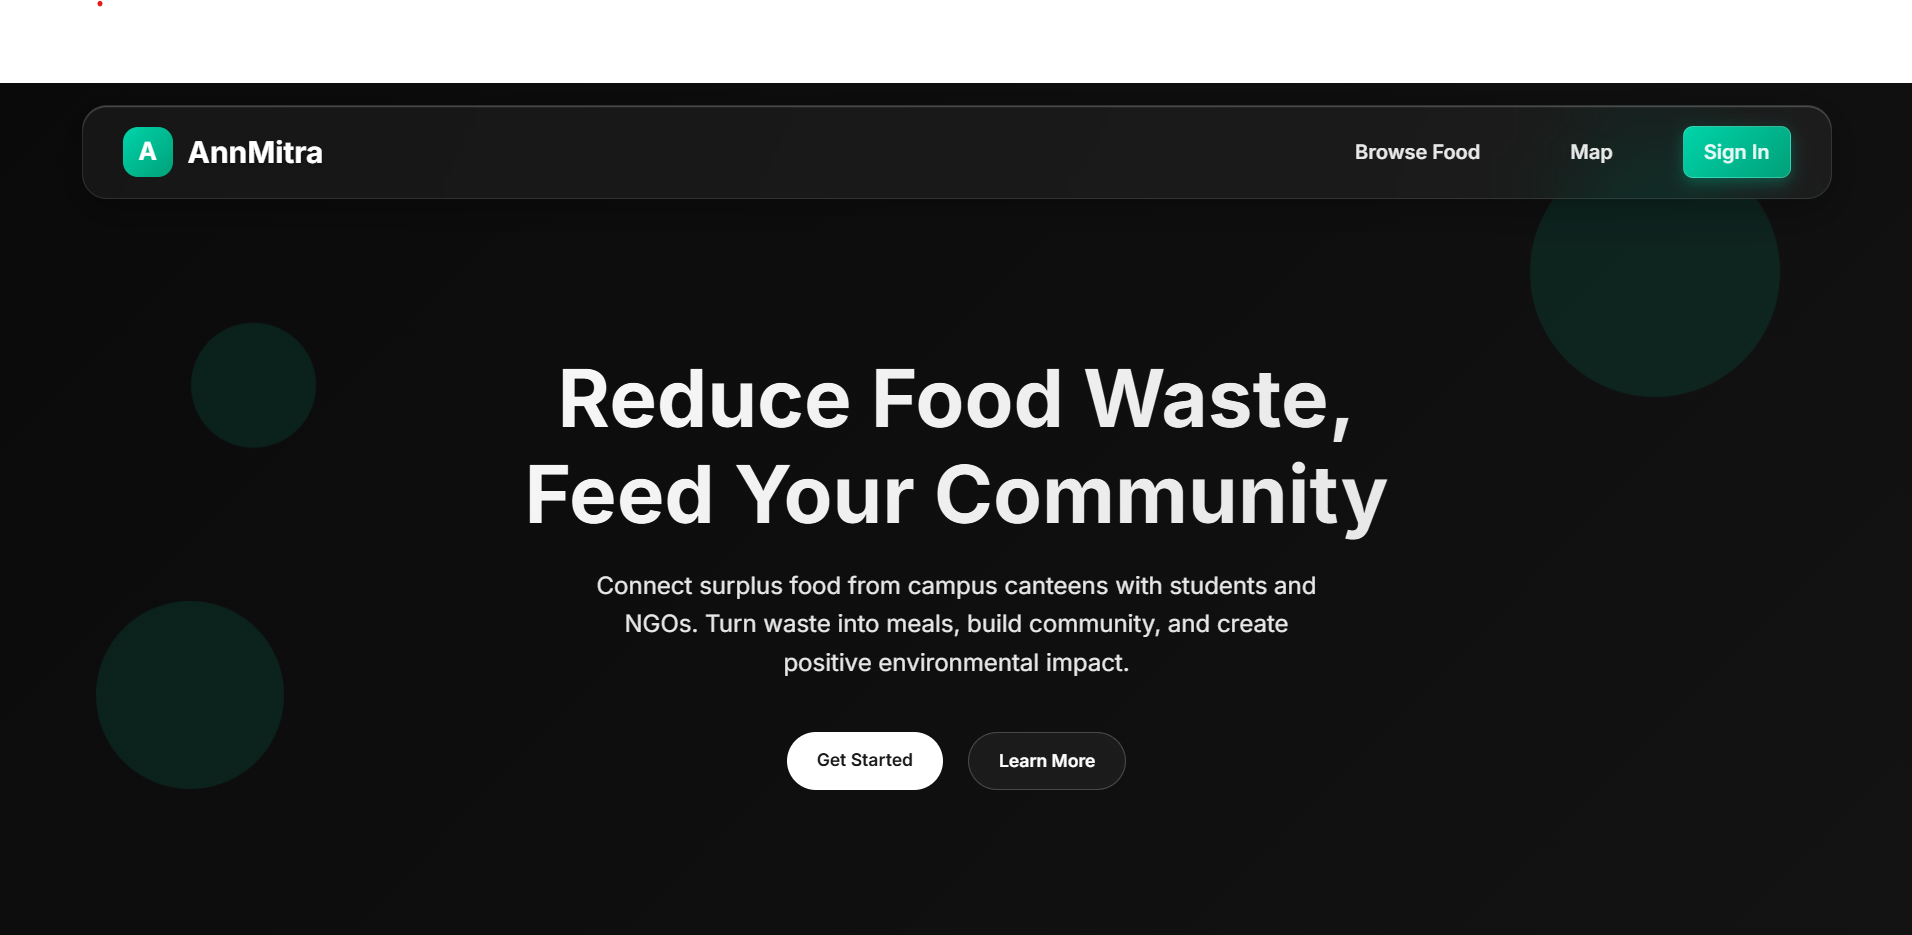 A AnnMitra Browse Food Map Sign In
Reduce Food Waste,
Feed Your Community
Connect surplus food from campus canteens with students and
NGOs. Turn waste into meals, build community, and create
positive environmental impact.
Get Started Learn More